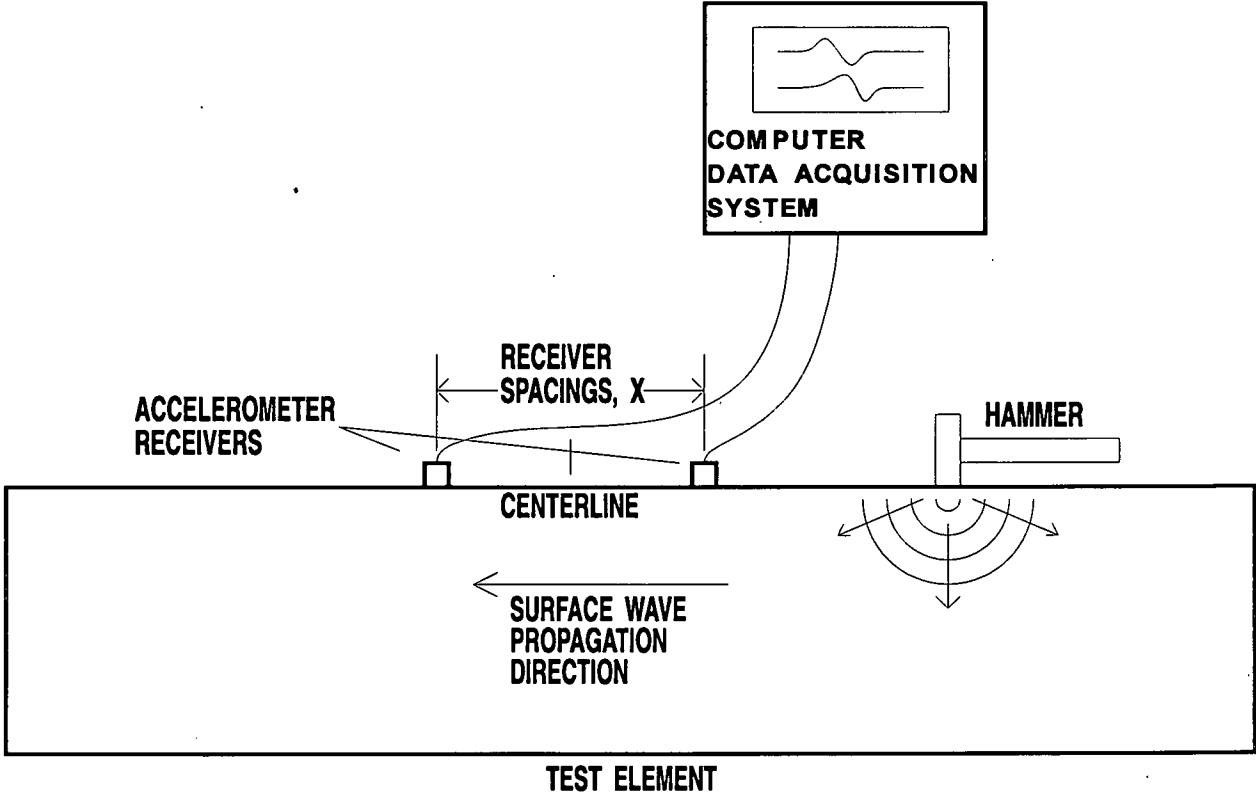 COMPUTER
DATA ACQUISITION
SYSTEM
RECEIVER
SPACINGS, X
ACCELEROMETER
RECEIVERS
HAMMER
CENTERLINE
SURFACE WAVE
PROPAGATION
DIRECTION
TEST ELEMENT